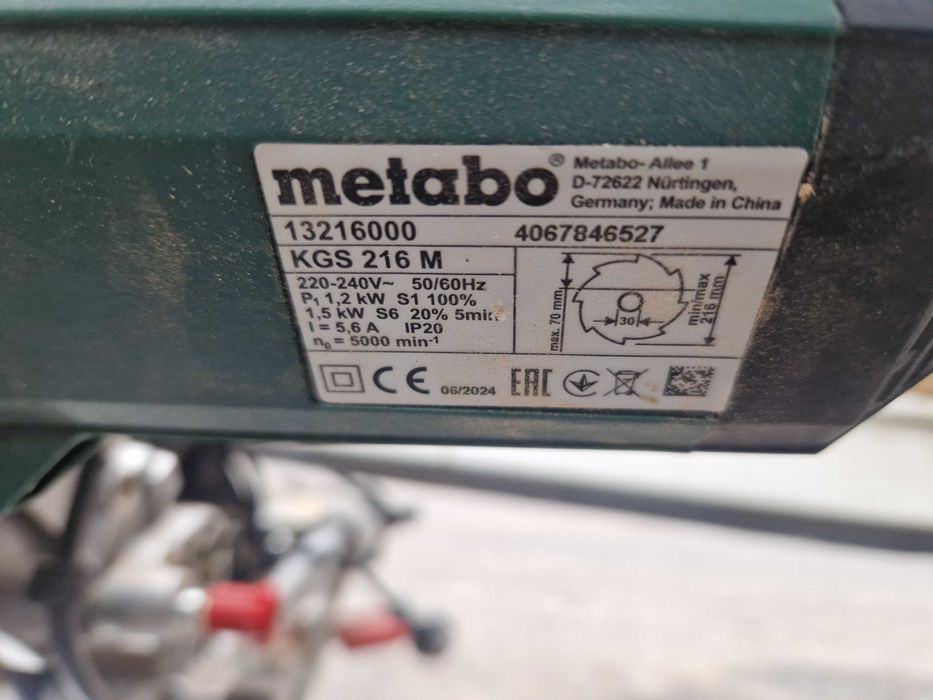 metabo®
Metabo- Allee 1
D-72622 Nürtingen,
Germany; Made in China
13216000
4067846527
KGS 216 M
220-240V~ 50/60Hz
P₁ 1,2 kW S1 100%
1,5 kW S6 20% 5min
I = 5,6 A IP20
n₀ = 5000 min⁻¹
max. 70 mm
30
min/max
216 mm
CE
06/2024
EAC